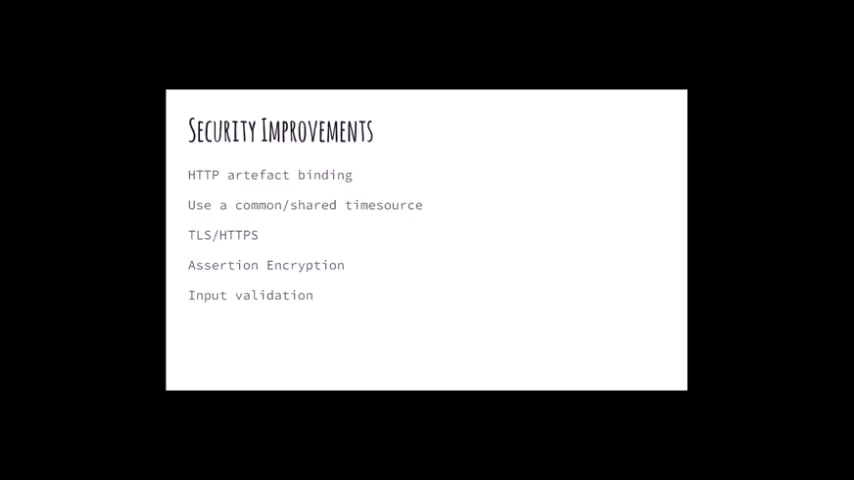 Security Improvements
HTTP artefact binding
Use a common/shared timesource
TLS/HTTPS
Assertion Encryption
Input validation